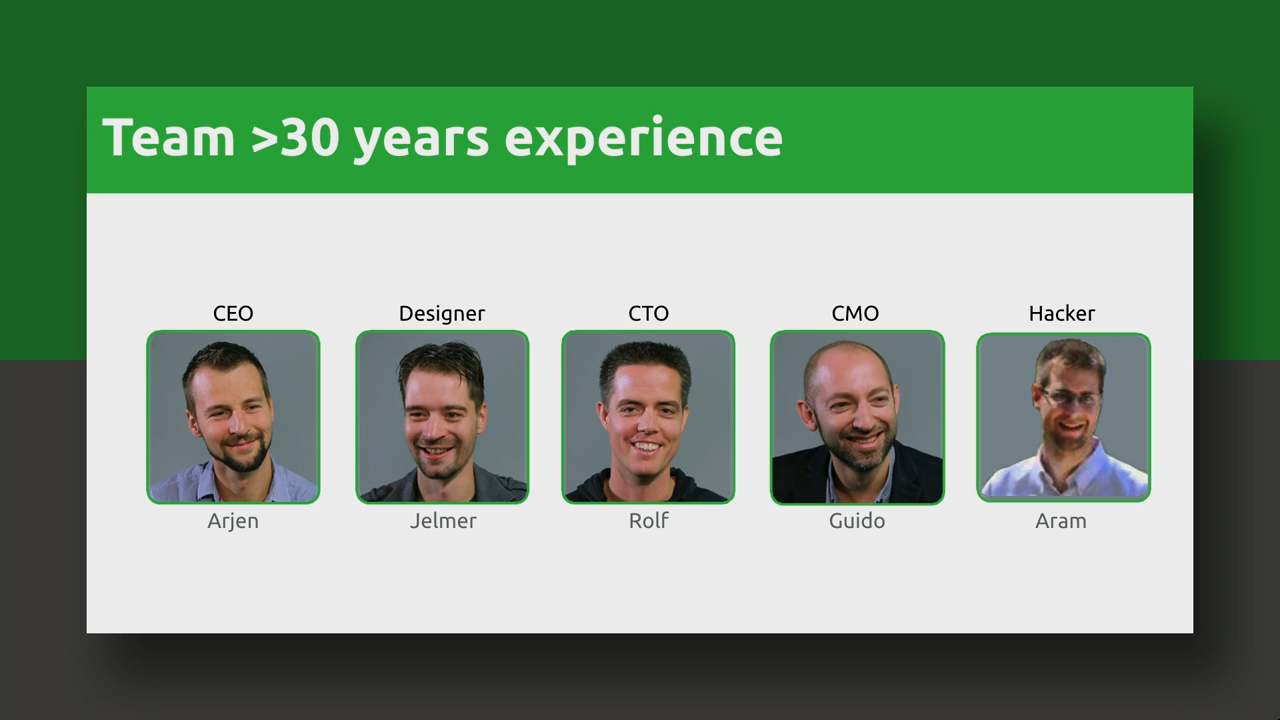 Team >30 years experience
CEO Designer CTO CMO Hacker
Arjen Jelmer Rolf Guido Aram